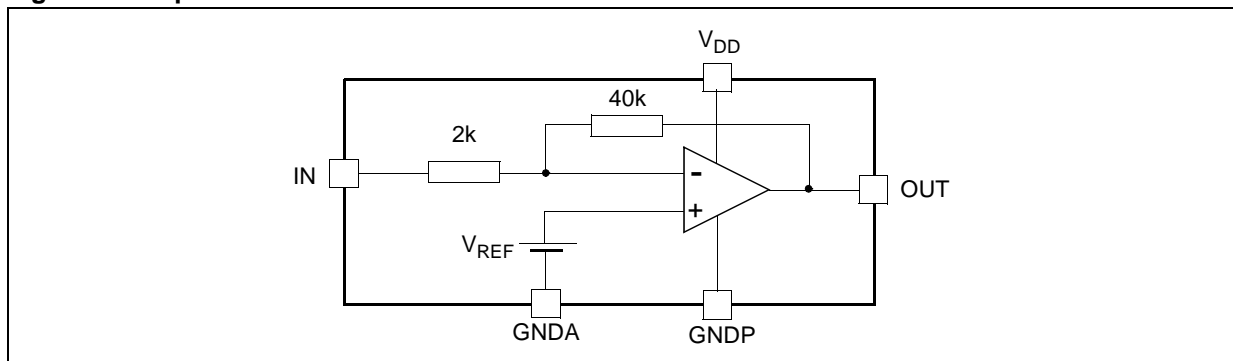 V_DD
40k
2k
IN
-
OUT
+
V_REF
GNDA
GNDP